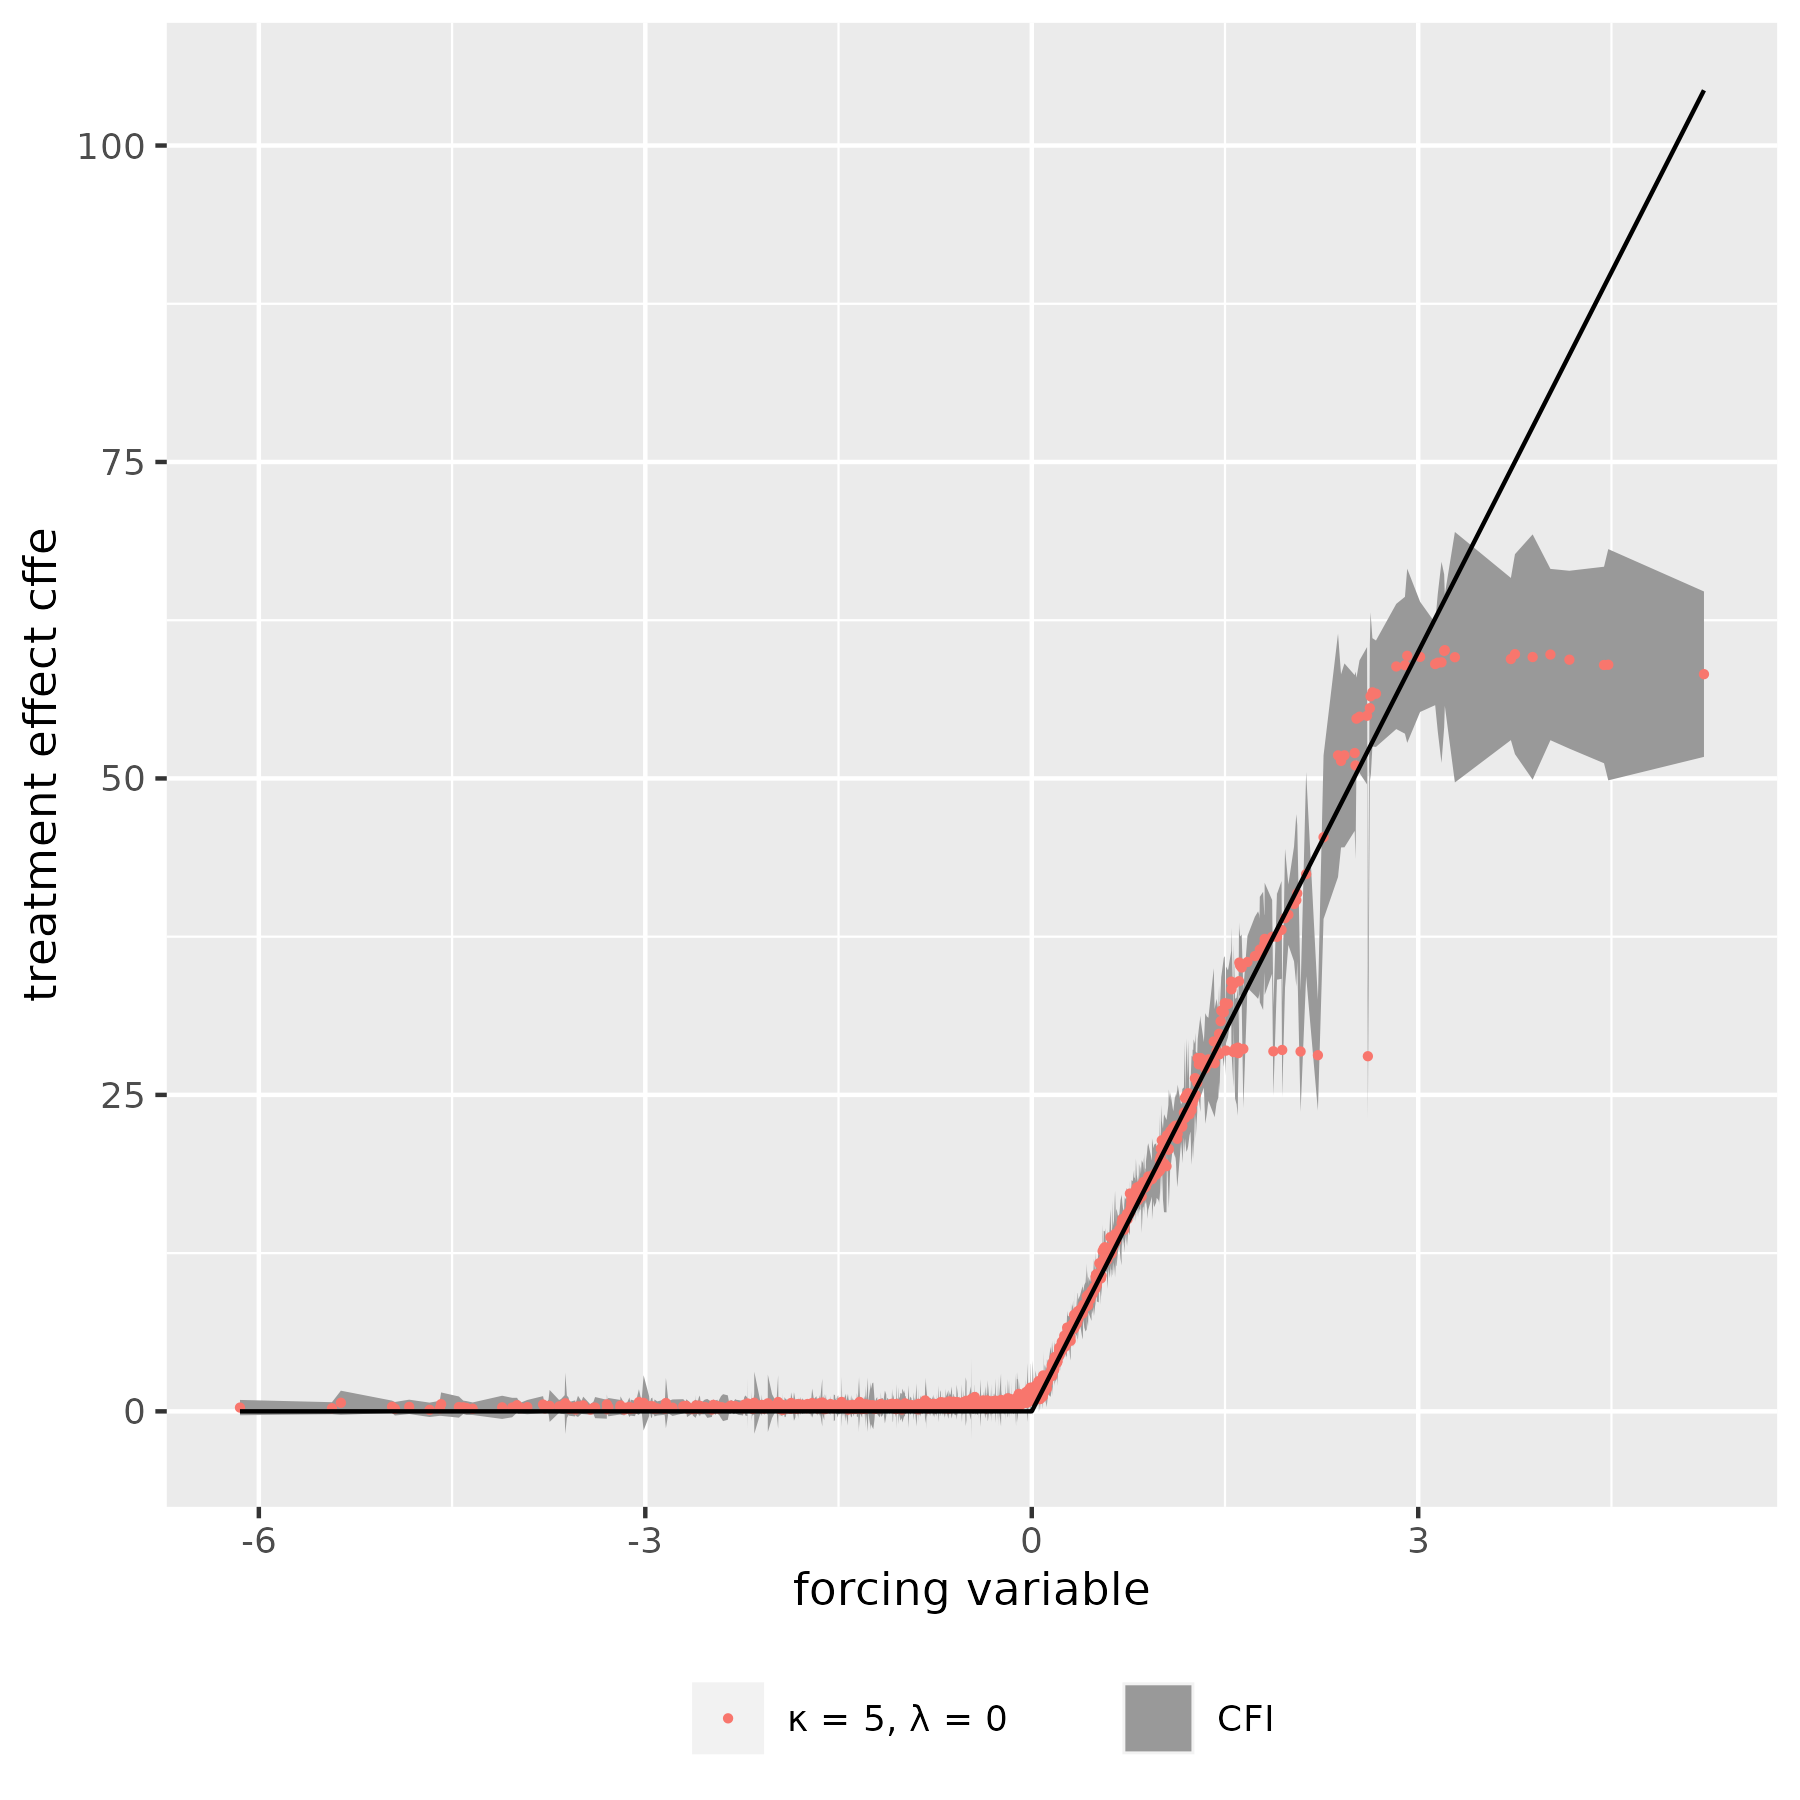 treatment effect cffe
100
75
50
25
0
-6
-3
0
3
forcing variable
κ = 5, λ = 0
CFI